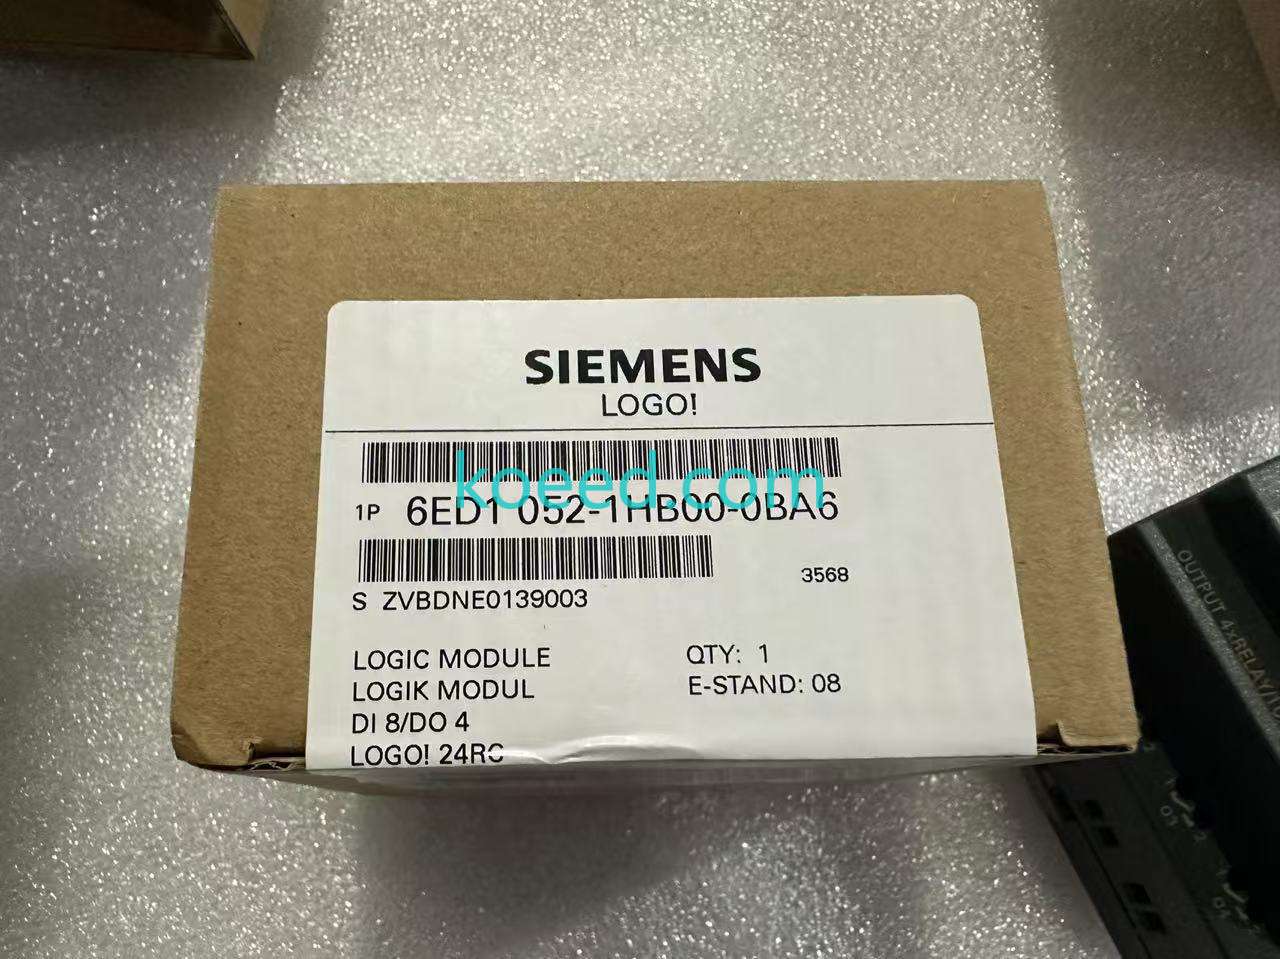 SIEMENS
LOGO!
koeed.com
1P 6ED1 052-1HB00-0BA6
3568
S ZVBDNE0139003
LOGIC MODULE QTY: 1
LOGIK MODUL E-STAND: 08
DI 8/DO 4
LOGO! 24RC
OUTPUT 4xRELAY/